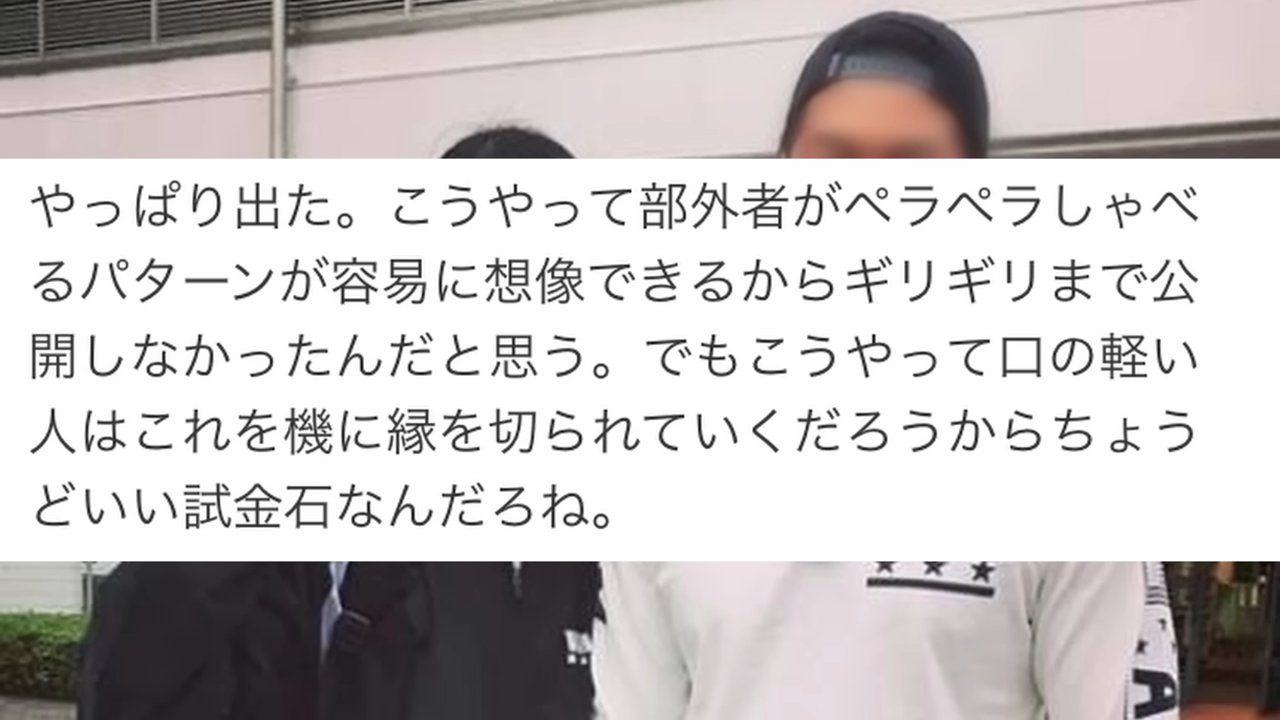 やっぱり出た。こうやって部外者がペラペラしゃべ
るパターンが容易に想像できるからギリギリまで公
開しなかったんだと思う。でもこうやって口の軽い
人はこれを機に縁を切られていくだろうからちょう
どいい試金石なんだろね。
A